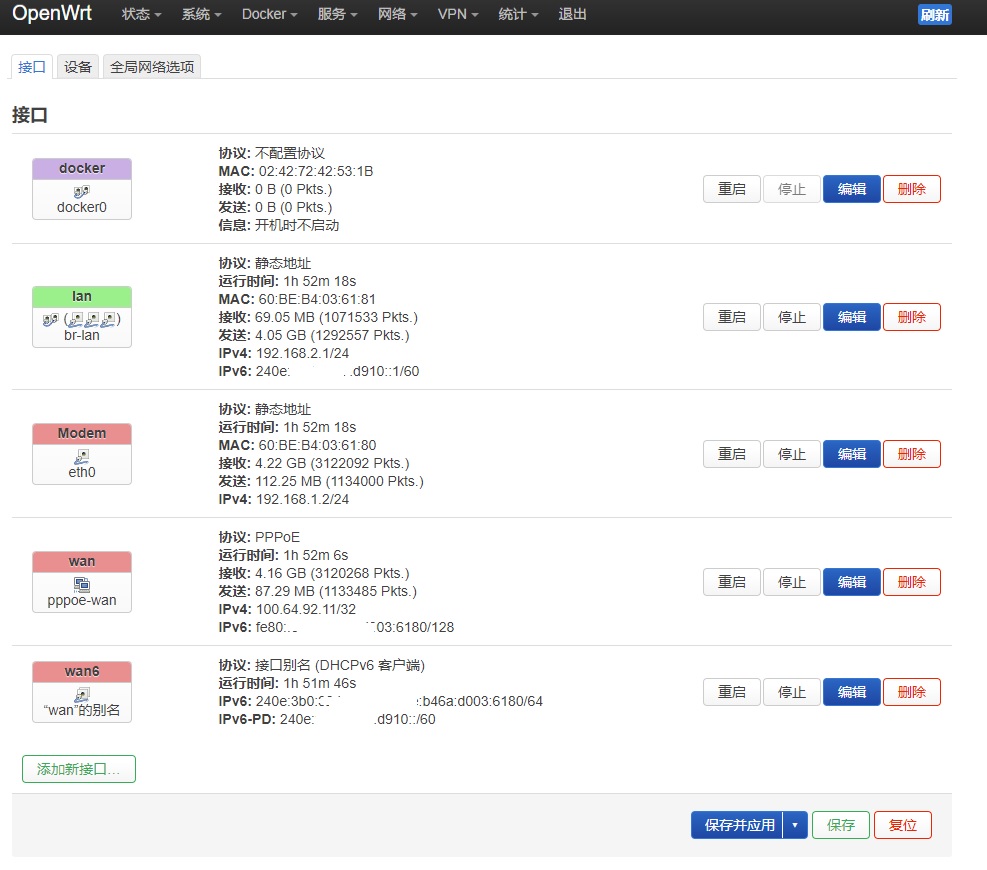 OpenWrt 状态 系统 Docker 服务 网络 VPN 统计 退出 刷新
接口 设备 全局网络选项
接口
docker
docker0
协议: 不配置协议
MAC: 02:42:72:42:53:1B
接收: 0 B (0 Pkts.)
发送: 0 B (0 Pkts.)
信息: 开机时不启动
重启 停止 编辑 删除
lan
( )
br-lan
协议: 静态地址
运行时间: 1h 52m 18s
MAC: 60:BE:B4:03:61:81
接收: 69.05 MB (1071533 Pkts.)
发送: 4.05 GB (1292557 Pkts.)
IPv4: 192.168.2.1/24
IPv6: 240e: .d910::1/60
重启 停止 编辑 删除
Modem
eth0
协议: 静态地址
运行时间: 1h 52m 18s
MAC: 60:BE:B4:03:61:80
接收: 4.22 GB (3122092 Pkts.)
发送: 112.25 MB (1134000 Pkts.)
IPv4: 192.168.1.2/24
重启 停止 编辑 删除
wan
pppoe-wan
协议: PPPoE
运行时间: 1h 52m 6s
接收: 4.16 GB (3120268 Pkts.)
发送: 87.29 MB (1133485 Pkts.)
IPv4: 100.64.92.11/32
IPv6: fe80: 03:6180/128
重启 停止 编辑 删除
wan6
“wan”的别名
协议: 接口别名 (DHCPv6 客户端)
运行时间: 1h 51m 46s
IPv6: 240e:3b0: :b46a:d003:6180/64
IPv6-PD: 240e: .d910::/60
重启 停止 编辑 删除
添加新接口...
保存并应用 保存 复位